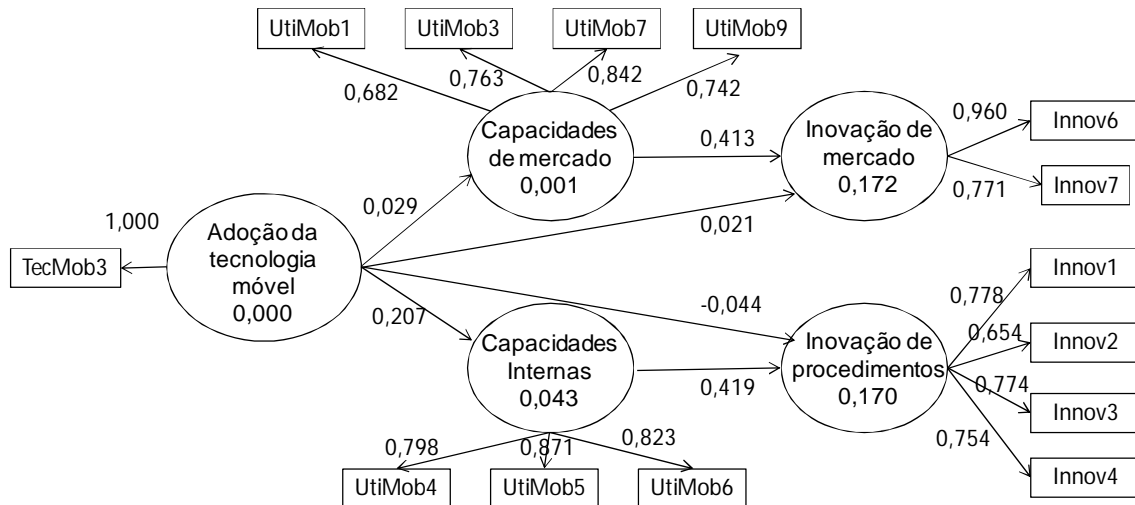 UtiMob1
UtiMob3
UtiMob7
UtiMob9
0,682
0,763
0,842
0,742
Capacidades
de mercado
0,001
0,413
Inovação de
mercado
0,172
0,960
Innov6
0,771
Innov7
0,029
0,021
1,000
TecMob3
Adoção da
tecnologia
móvel
0,000
0,207
-0,044
Capacidades
Internas
0,043
0,419
Inovação de
procedimentos
0,170
0,778
Innov1
0,654
Innov2
0,774
Innov3
0,754
Innov4
0,798
0,871
0,823
UtiMob4
UtiMob5
UtiMob6